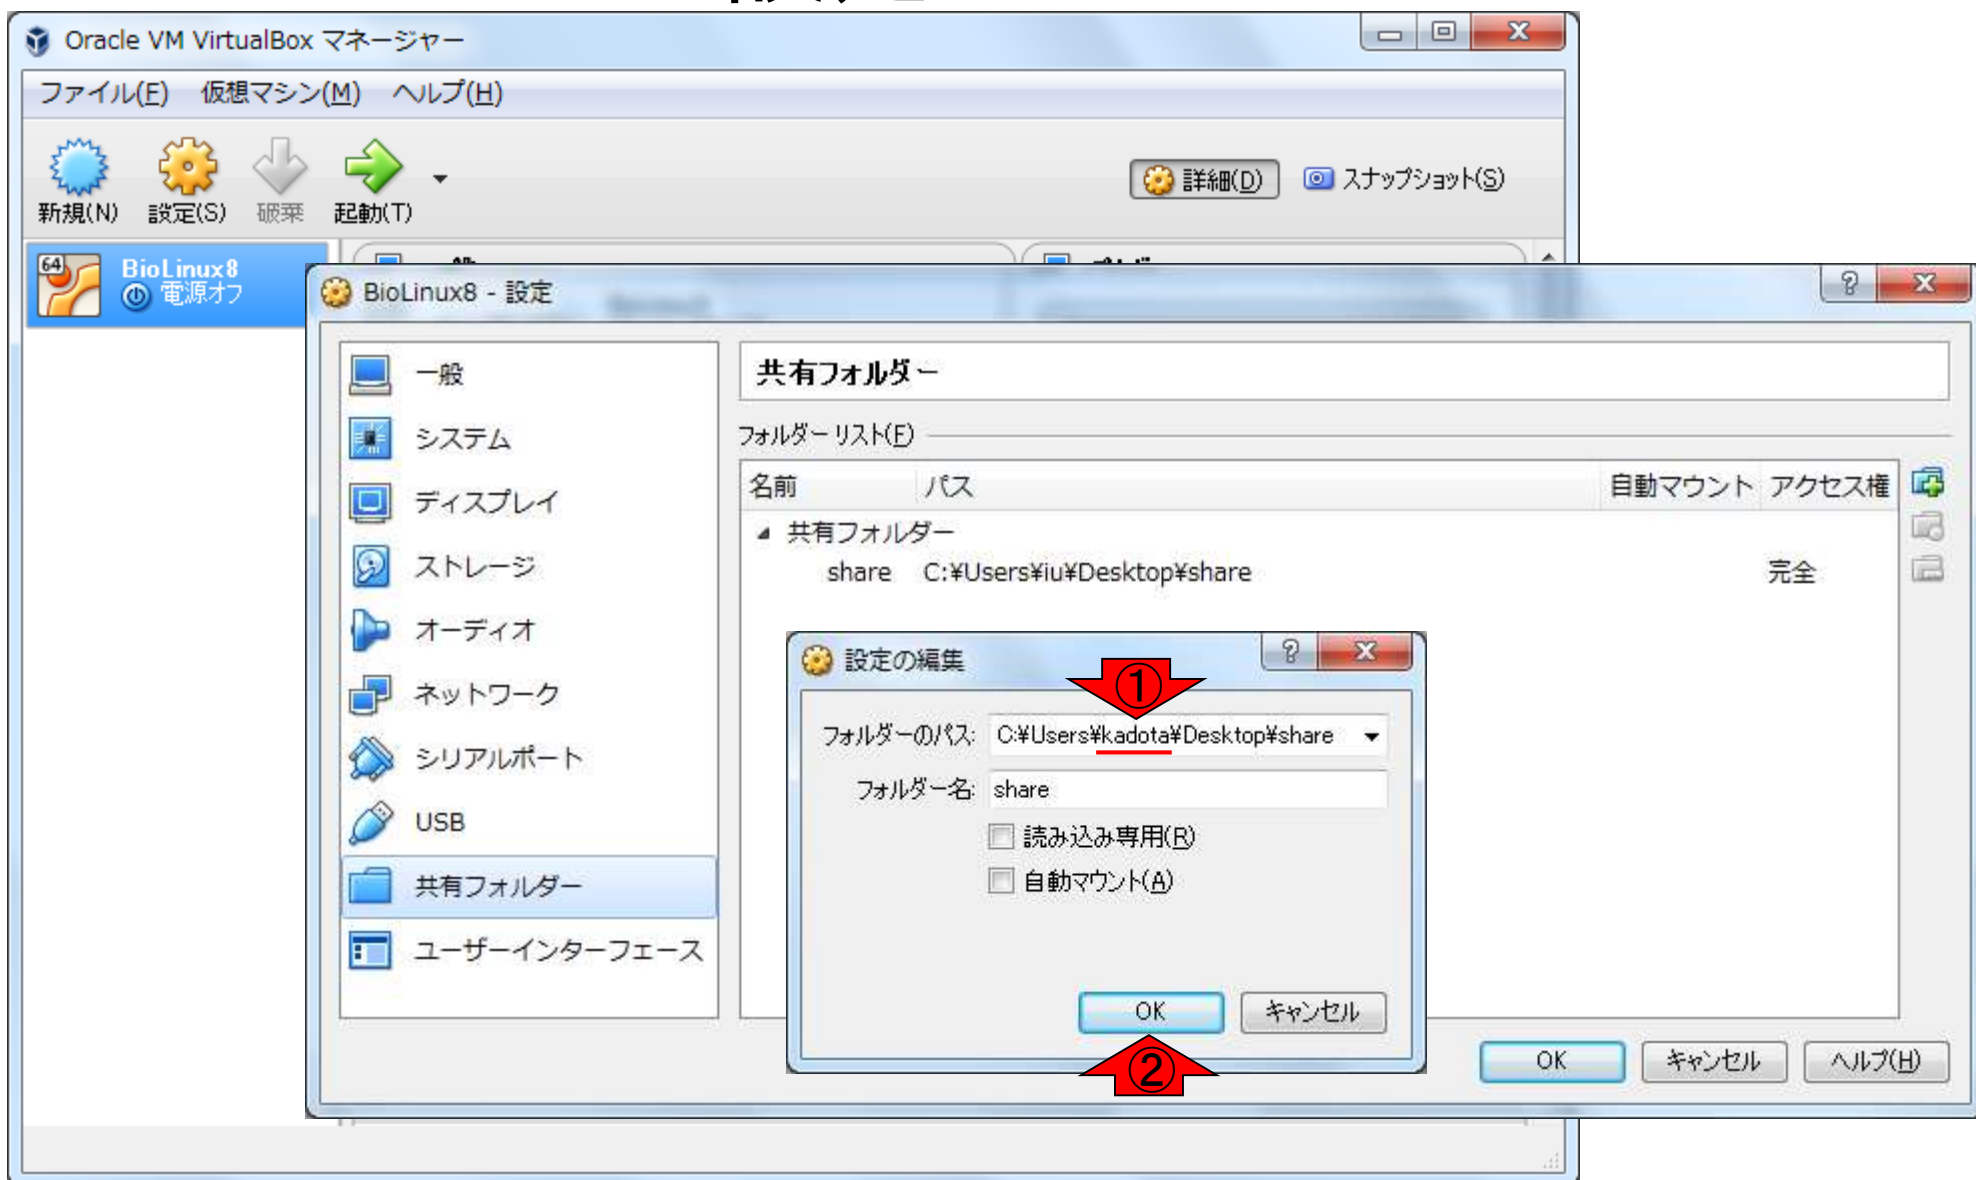 Oracle VM VirtualBox マネージャー
ファイル(F) 仮想マシン(M) ヘルプ(H)
新規(N) 設定(S) 破棄 起動(T)
詳細(D) スナップショット(S)
64
BioLinux8
電源オフ
BioLinux8 - 設定
一般
システム
ディスプレイ
ストレージ
オーディオ
ネットワーク
シリアルポート
USB
共有フォルダー
ユーザーインターフェース
共有フォルダー
フォルダー リスト(F)
名前 パス 自動マウント アクセス権
共有フォルダー
share C:¥Users¥iu¥Desktop¥share 完全
設定の編集
①
フォルダーのパス: C:¥Users¥kadota¥Desktop¥share
フォルダー名: share
読み込み専用(R)
自動マウント(A)
OK キャンセル
②
OK キャンセル ヘルプ(H)